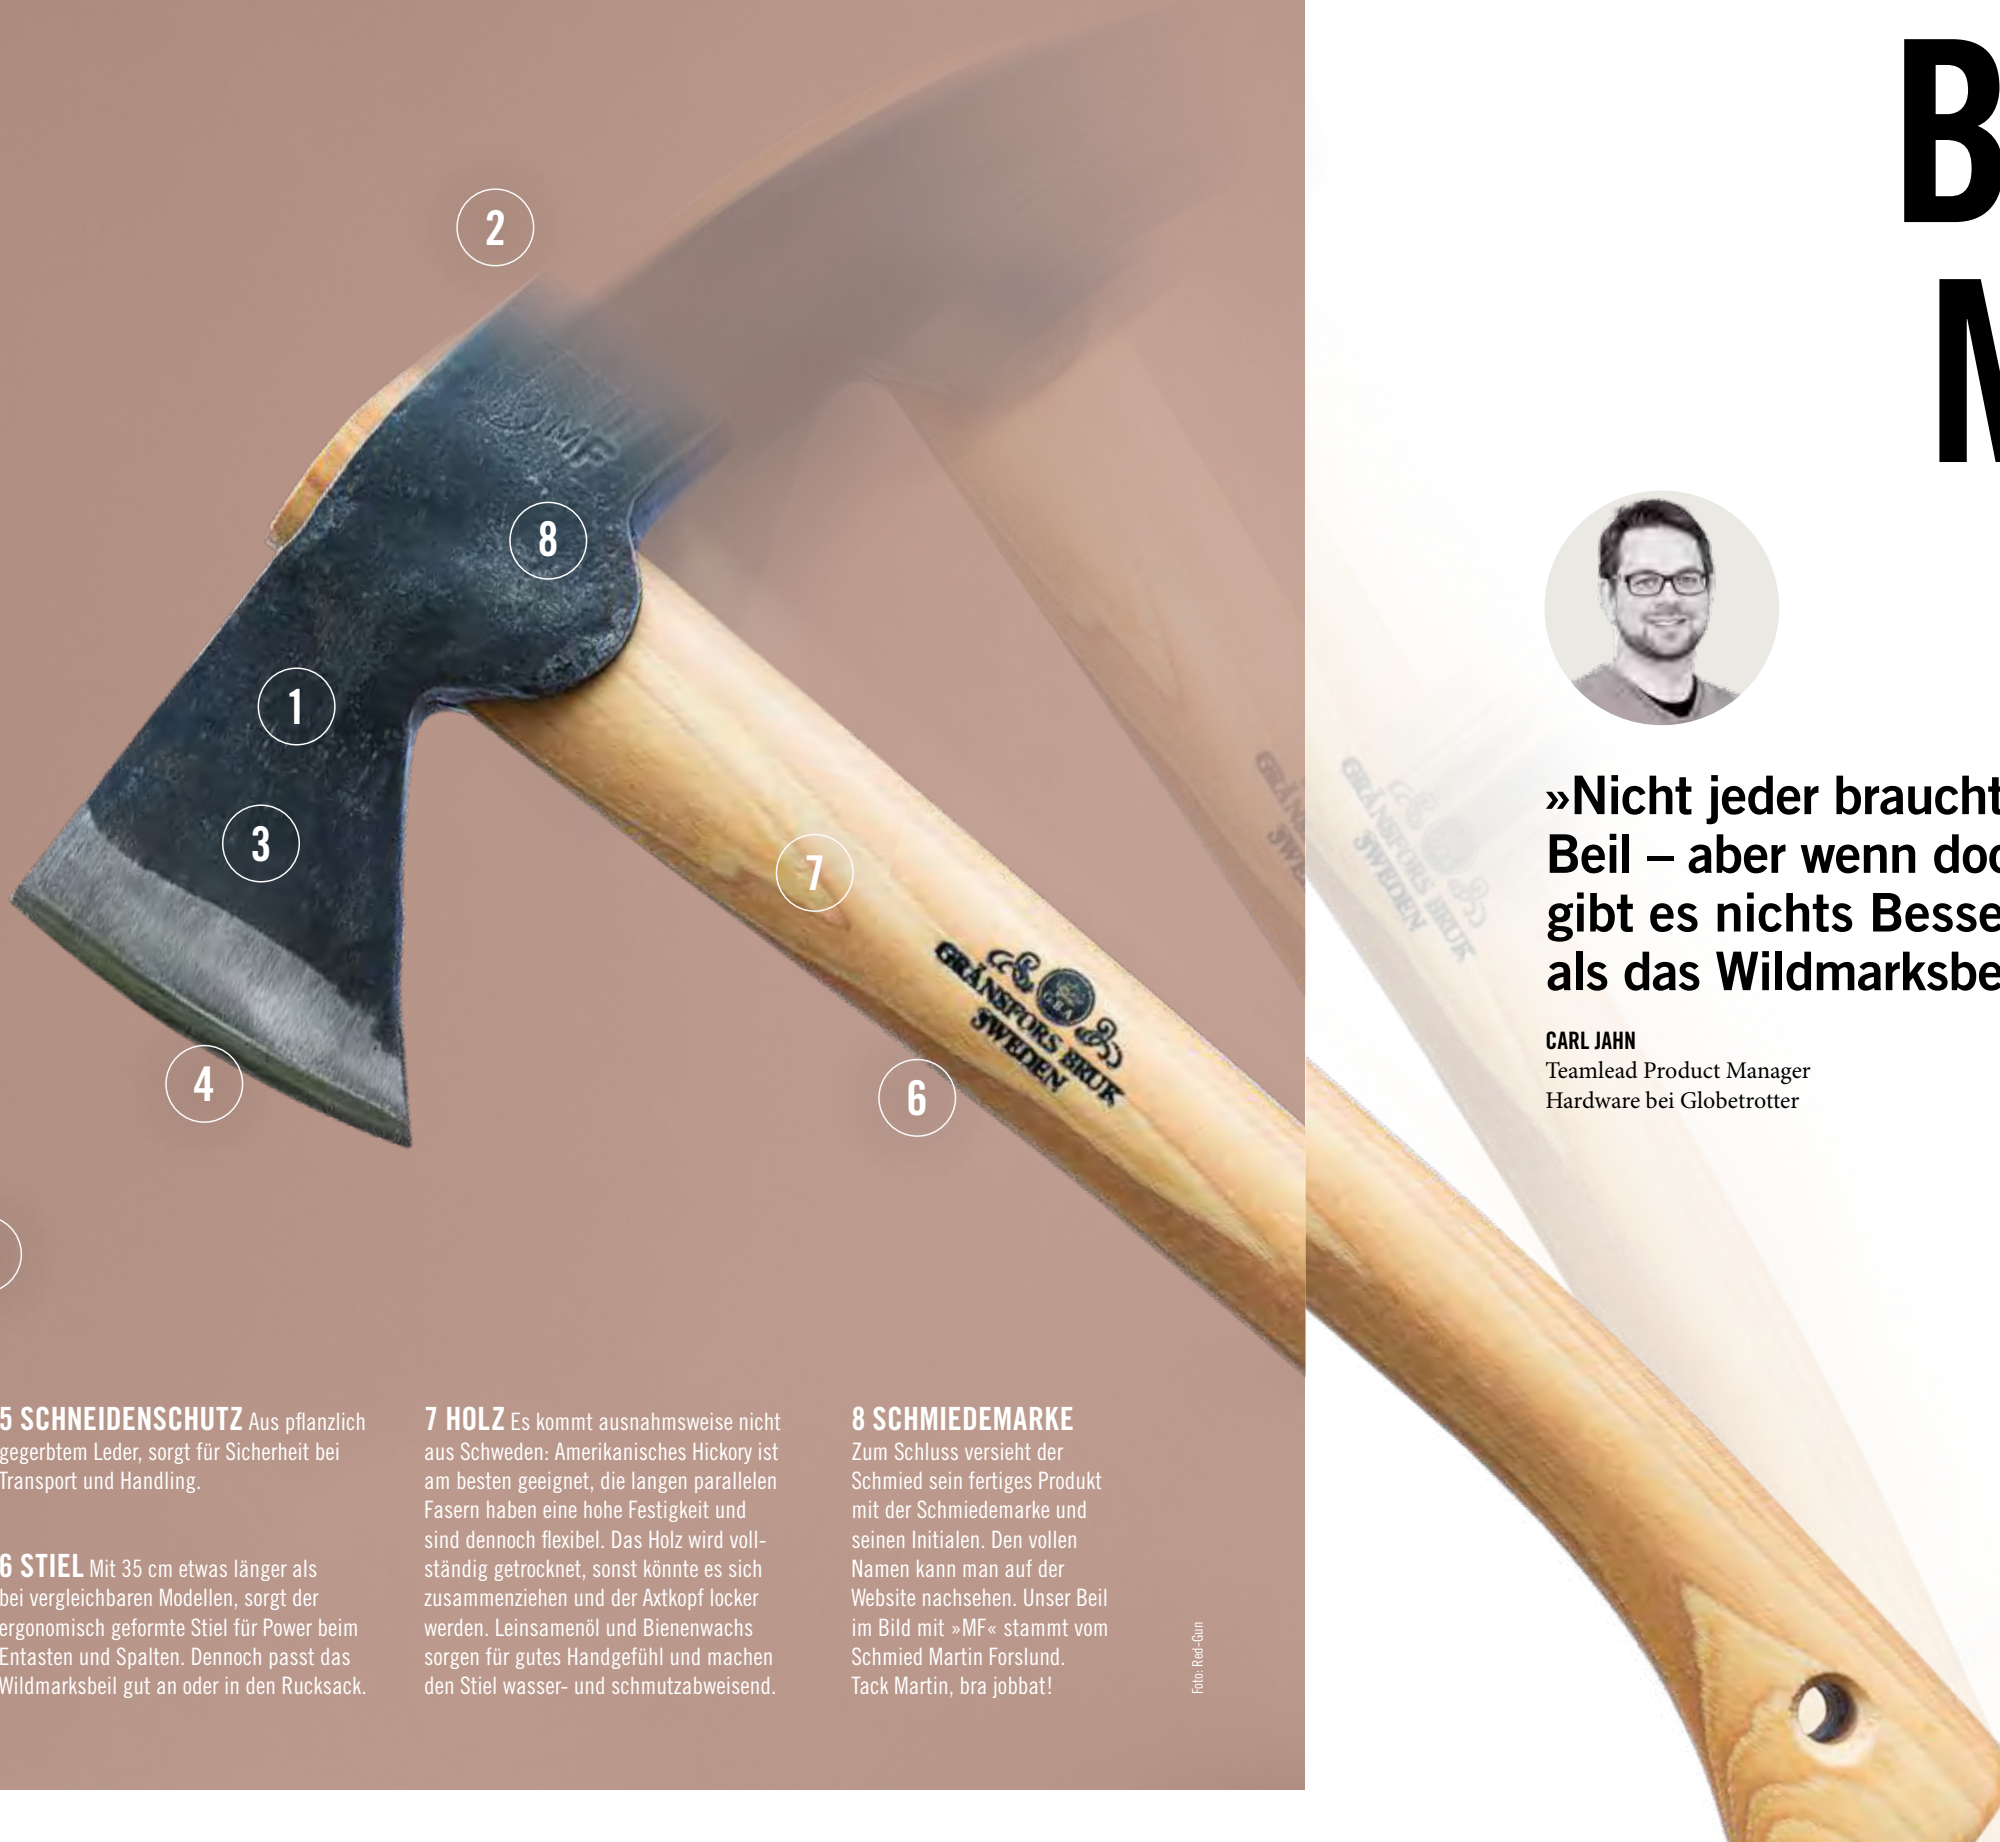 2
8
1
3
7
4
6
MF
GRÄNSFORS BRUK
SWEDEN
GRÄNSFORS BRUK
SWEDEN
5 SCHNEIDENSCHUTZ Aus pflanzlich
gegerbtem Leder, sorgt für Sicherheit bei
Transport und Handling.
6 STIEL Mit 35 cm etwas länger als
bei vergleichbaren Modellen, sorgt der
ergonomisch geformte Stiel für Power beim
Entasten und Spalten. Dennoch passt das
Wildmarksbeil gut an oder in den Rucksack.
7 HOLZ Es kommt ausnahmsweise nicht
aus Schweden: Amerikanisches Hickory ist
am besten geeignet, die langen parallelen
Fasern haben eine hohe Festigkeit und
sind dennoch flexibel. Das Holz wird voll-
ständig getrocknet, sonst könnte es sich
zusammenziehen und der Axtkopf locker
werden. Leinsamenöl und Bienenwachs
sorgen für gutes Handgefühl und machen
den Stiel wasser- und schmutzabweisend.
8 SCHMIEDEMARKE
Zum Schluss versieht der
Schmied sein fertiges Produkt
mit der Schmiedemarke und
seinen Initialen. Den vollen
Namen kann man auf der
Website nachsehen. Unser Beil
im Bild mit »MF« stammt vom
Schmied Martin Forslund.
Tack Martin, bra jobbat!
Foto: Red-Gun
B
M
»Nicht jeder braucht
Beil – aber wenn doc
gibt es nichts Besse
als das Wildmarksbe
CARL JAHN
Teamlead Product Manager
Hardware bei Globetrotter